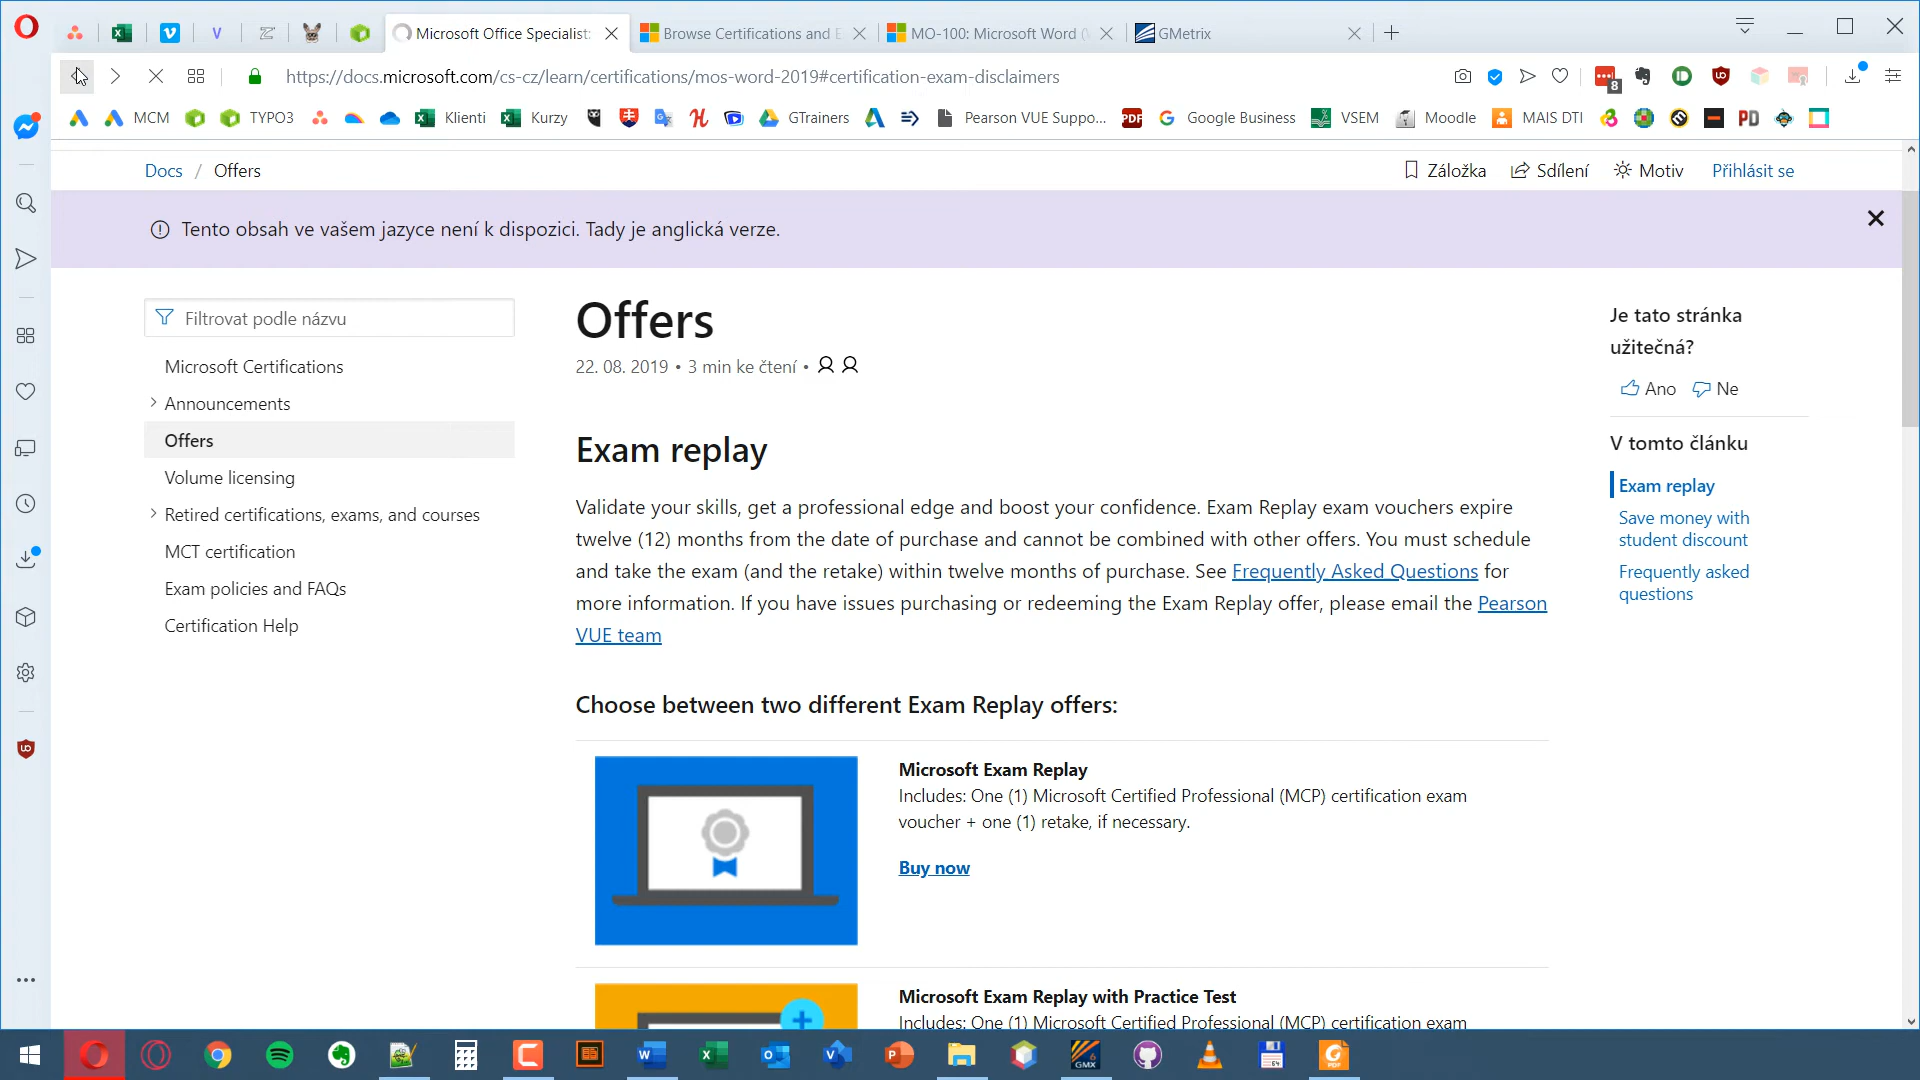 Microsoft Office Specialist:
Browse Certifications and E
MO-100: Microsoft Word (
GMetrix
https://docs.microsoft.com/cs-cz/learn/certifications/mos-word-2019#certification-exam-disclaimers
8
MCM
TYPO3
Klienti
Kurzy
GTrainers
Pearson VUE Suppo...
PDF
Google Business
VSEM
Moodle
MAIS DTI
PD
Docs / Offers
Záložka
Sdílení
Motiv
Přihlásit se
Tento obsah ve vašem jazyce není k dispozici. Tady je anglická verze.
Filtrovat podle názvu
Microsoft Certifications
Announcements
Offers
Volume licensing
Retired certifications, exams, and courses
MCT certification
Exam policies and FAQs
Certification Help
Offers
22. 08. 2019 • 3 min ke čtení •
Exam replay
Validate your skills, get a professional edge and boost your confidence. Exam Replay exam vouchers expire
twelve (12) months from the date of purchase and cannot be combined with other offers. You must schedule
and take the exam (and the retake) within twelve months of purchase. See Frequently Asked Questions for
more information. If you have issues purchasing or redeeming the Exam Replay offer, please email the Pearson
VUE team
Choose between two different Exam Replay offers:
Microsoft Exam Replay
Includes: One (1) Microsoft Certified Professional (MCP) certification exam
voucher + one (1) retake, if necessary.
Buy now
Microsoft Exam Replay with Practice Test
Includes: One (1) Microsoft Certified Professional (MCP) certification exam
Je tato stránka
užitečná?
Ano
Ne
V tomto článku
Exam replay
Save money with
student discount
Frequently asked
questions
GMX
64
PDF